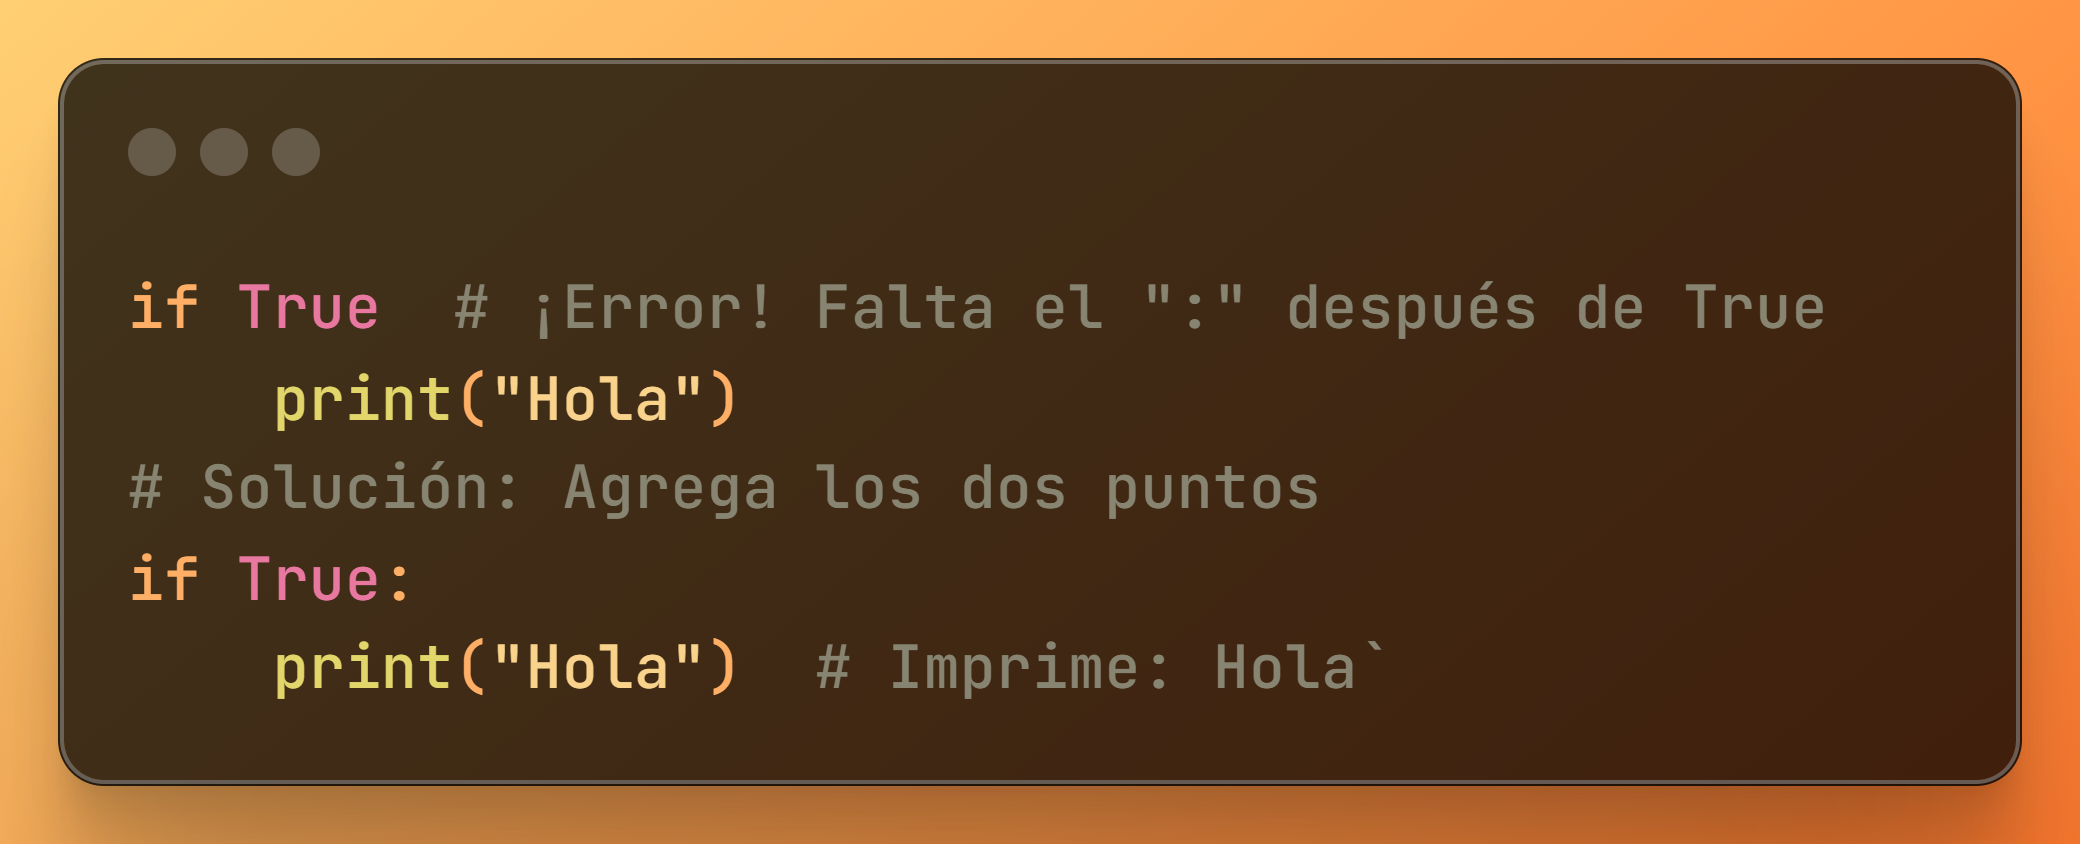 if True  # ¡Error! Falta el ":" después de True
    print("Hola")
# Solución: Agrega los dos puntos
if True:
    print("Hola")  # Imprime: Hola`